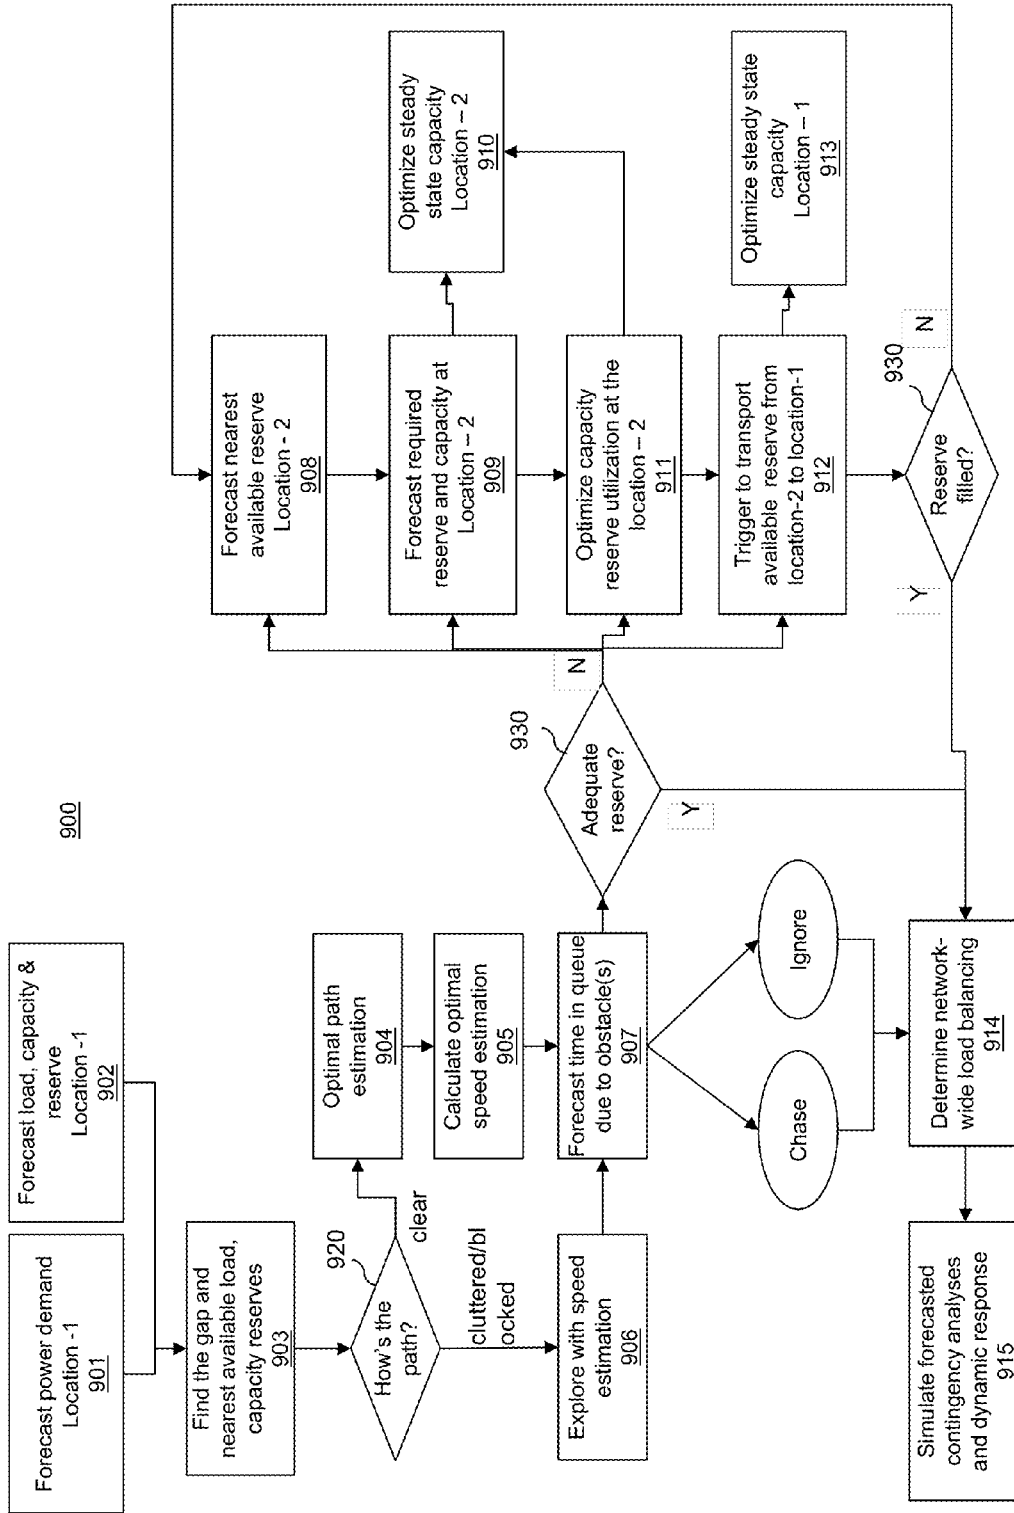 900
Forecast power demand
Location -1
901
Forecast load, capacity &
reserve
Location -1
902
Find the gap and
nearest available load,
capacity reserves
903
920
How's the
path?
clear
cluttered/bl
ocked
Optimal path
estimation
904
Calculate optimal
speed estimation
905
Explore with speed
estimation
906
Forecast time in queue
due to obstacle(s)
907
Chase
Ignore
930
Adequate
reserve?
N
Y
Forecast nearest
available reserve
Location - 2
908
Forecast required
reserve and capacity at
Location – 2
909
Optimize steady
state capacity
Location – 2
910
Optimize capacity
reserve utilization at the
location – 2
911
Trigger to transport
available reserve from
location-2 to location-1
912
Optimize steady state
capacity
Location – 1
913
930
Reserve
filled?
N
Y
Determine network-
wide load balancing
914
Simulate forecasted
contingency analyses
and dynamic response
915